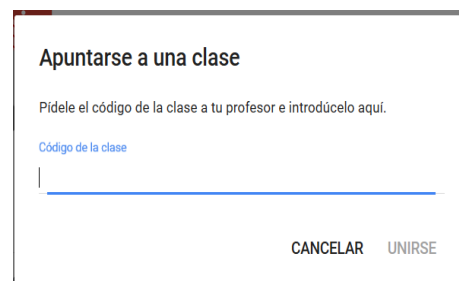 Apuntarse a una clase
Pídele el código de la clase a tu profesor e introdúcelo aquí.
Código de la clase
CANCELAR UNIRSE